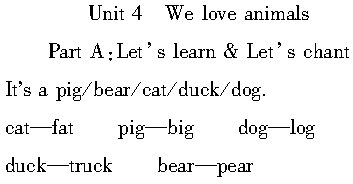 Unit 4 We love animals
Part A:Let's learn & Let's chant
It's a pig/bear/cat/duck/dog.
cat—fat pig—big dog—log
duck—truck bear—pear